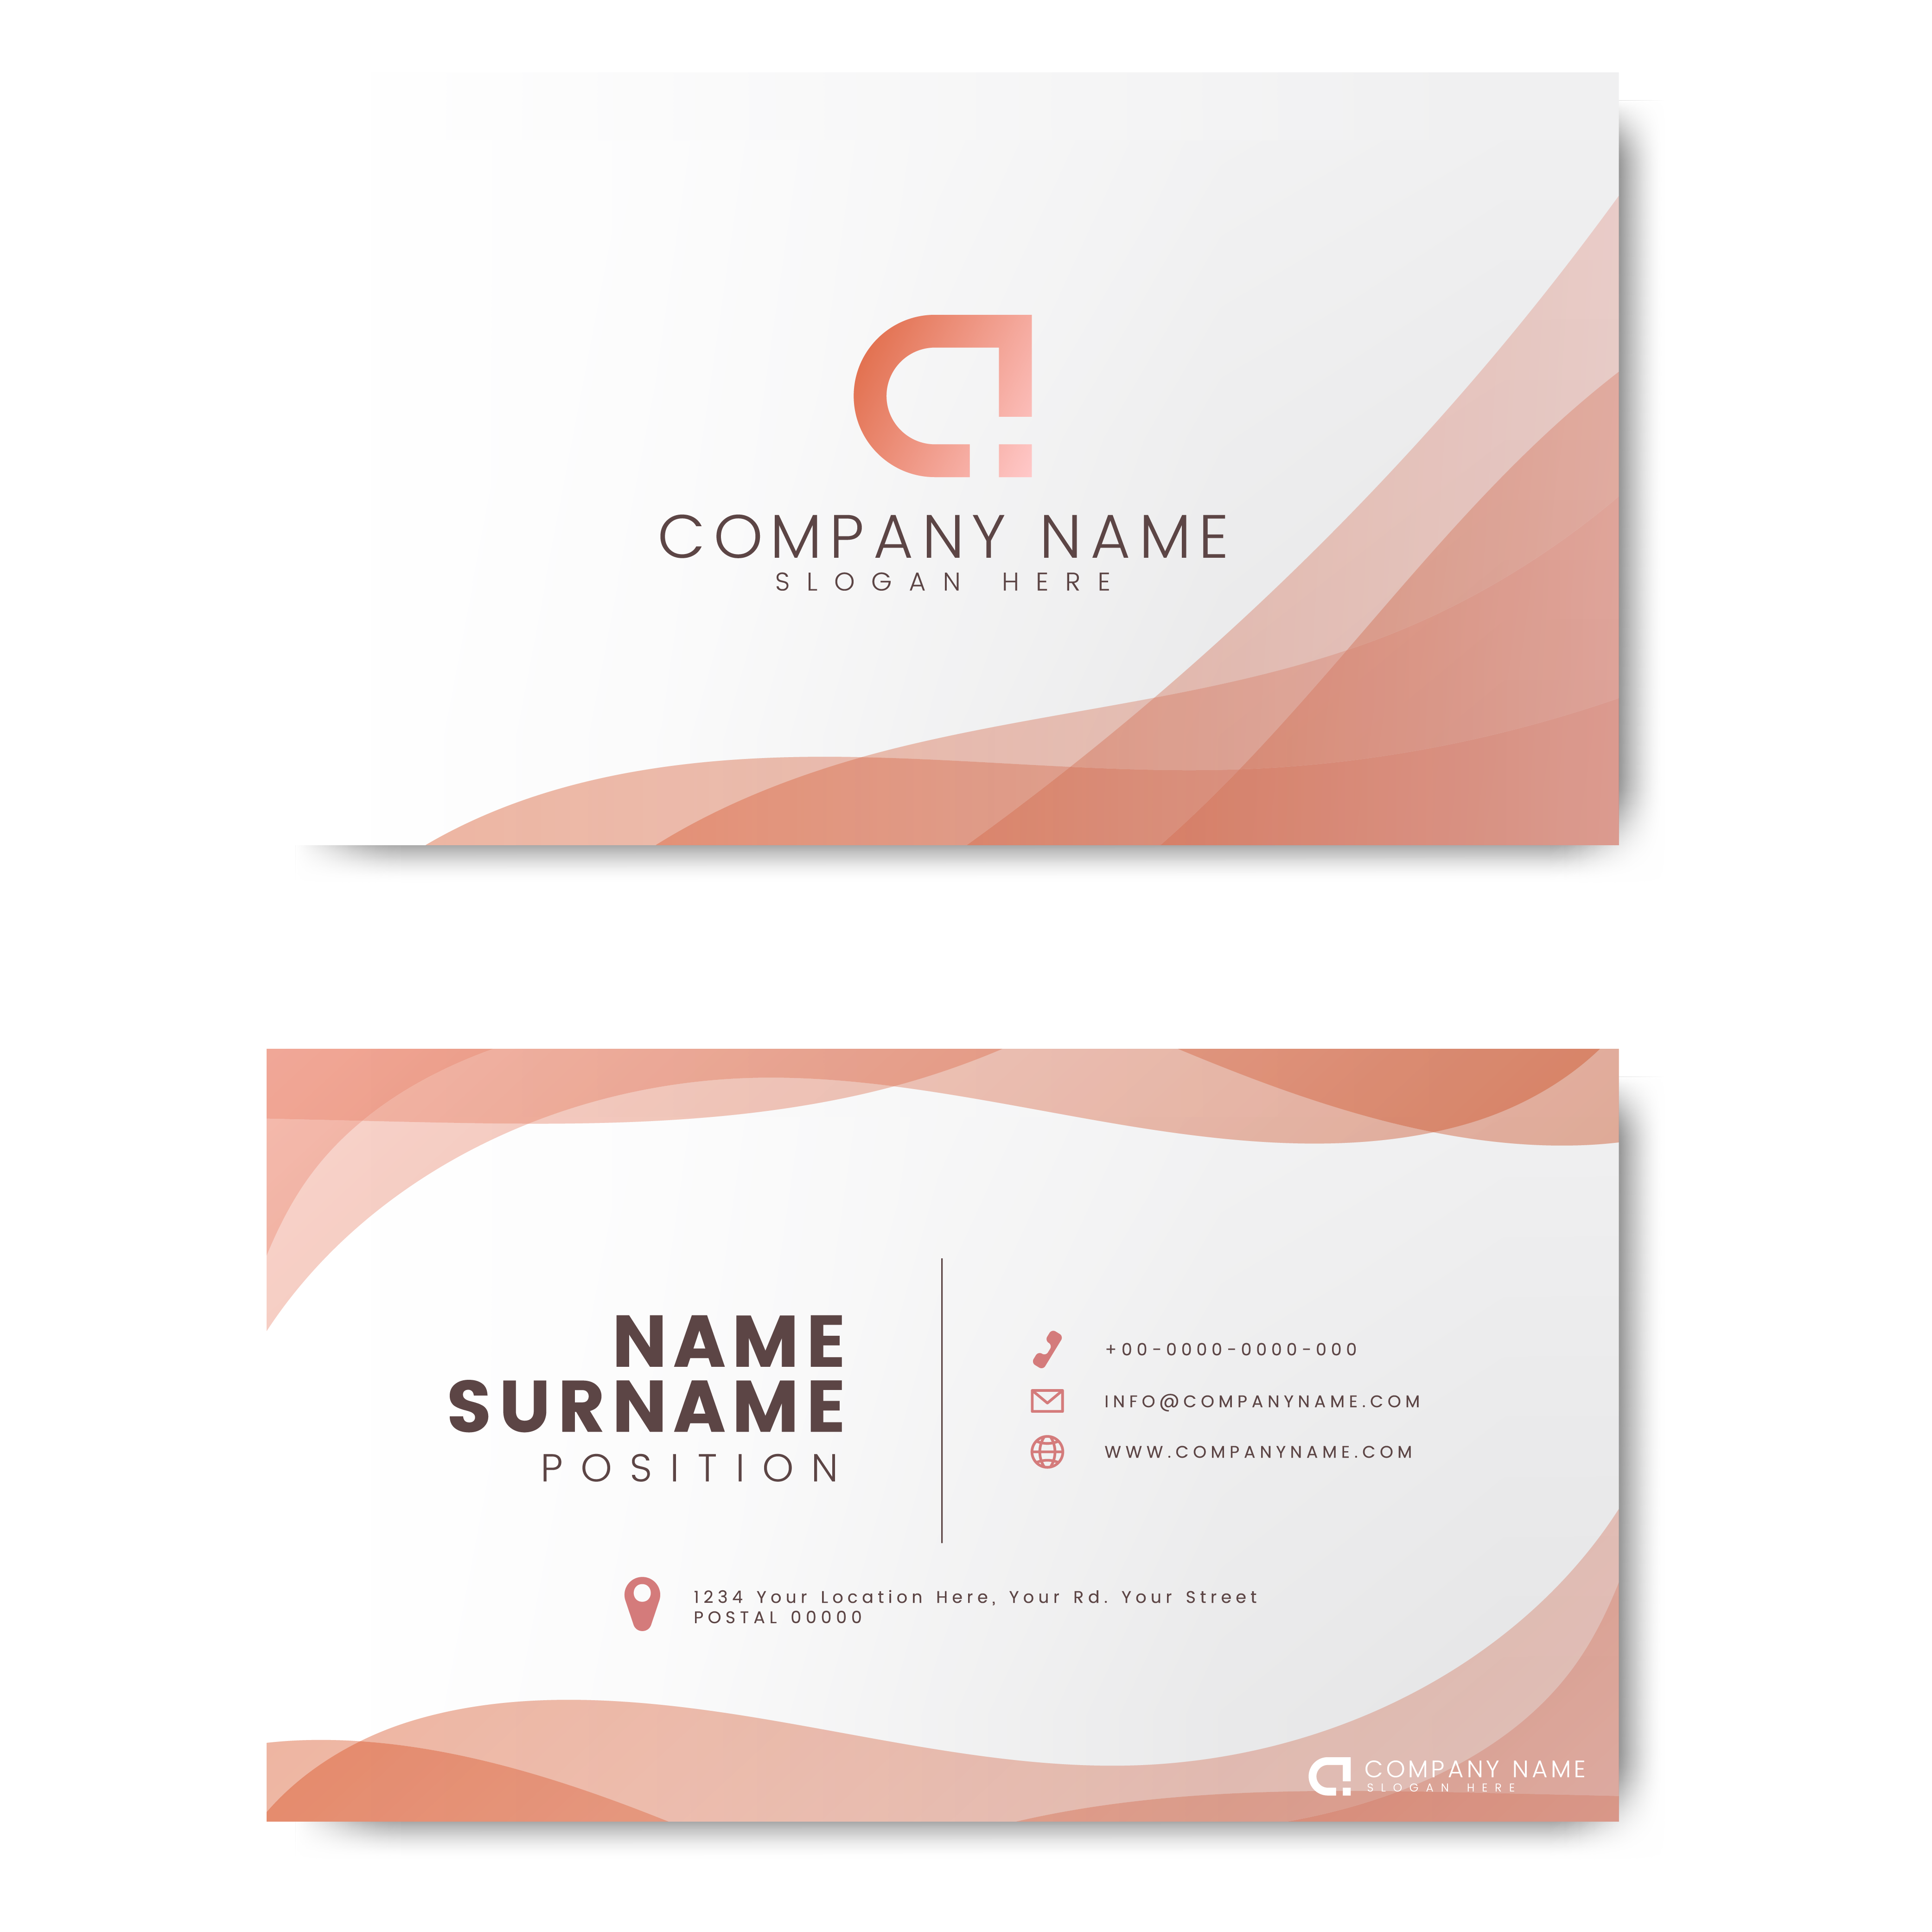 COMPANY NAME
SLOGAN HERE
NAME
SURNAME
POSITION
+00-0000-0000-000
INFO@COMPANYNAME.COM
WWW.COMPANYNAME.COM
1234 Your Location Here, Your Rd. Your Street
POSTAL 00000
COMPANY NAME
SLOGAN HERE